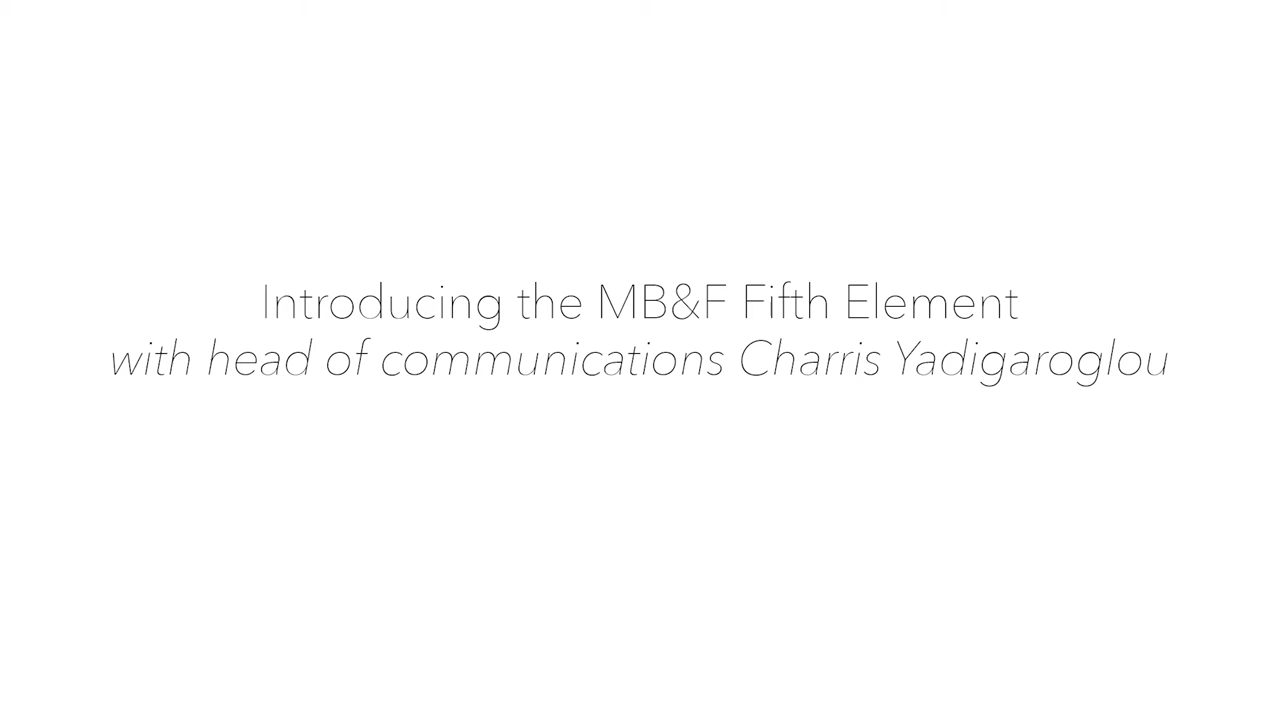 Introducing the MB&F Fifth Element
with head of communications Charris Yadigaroglou